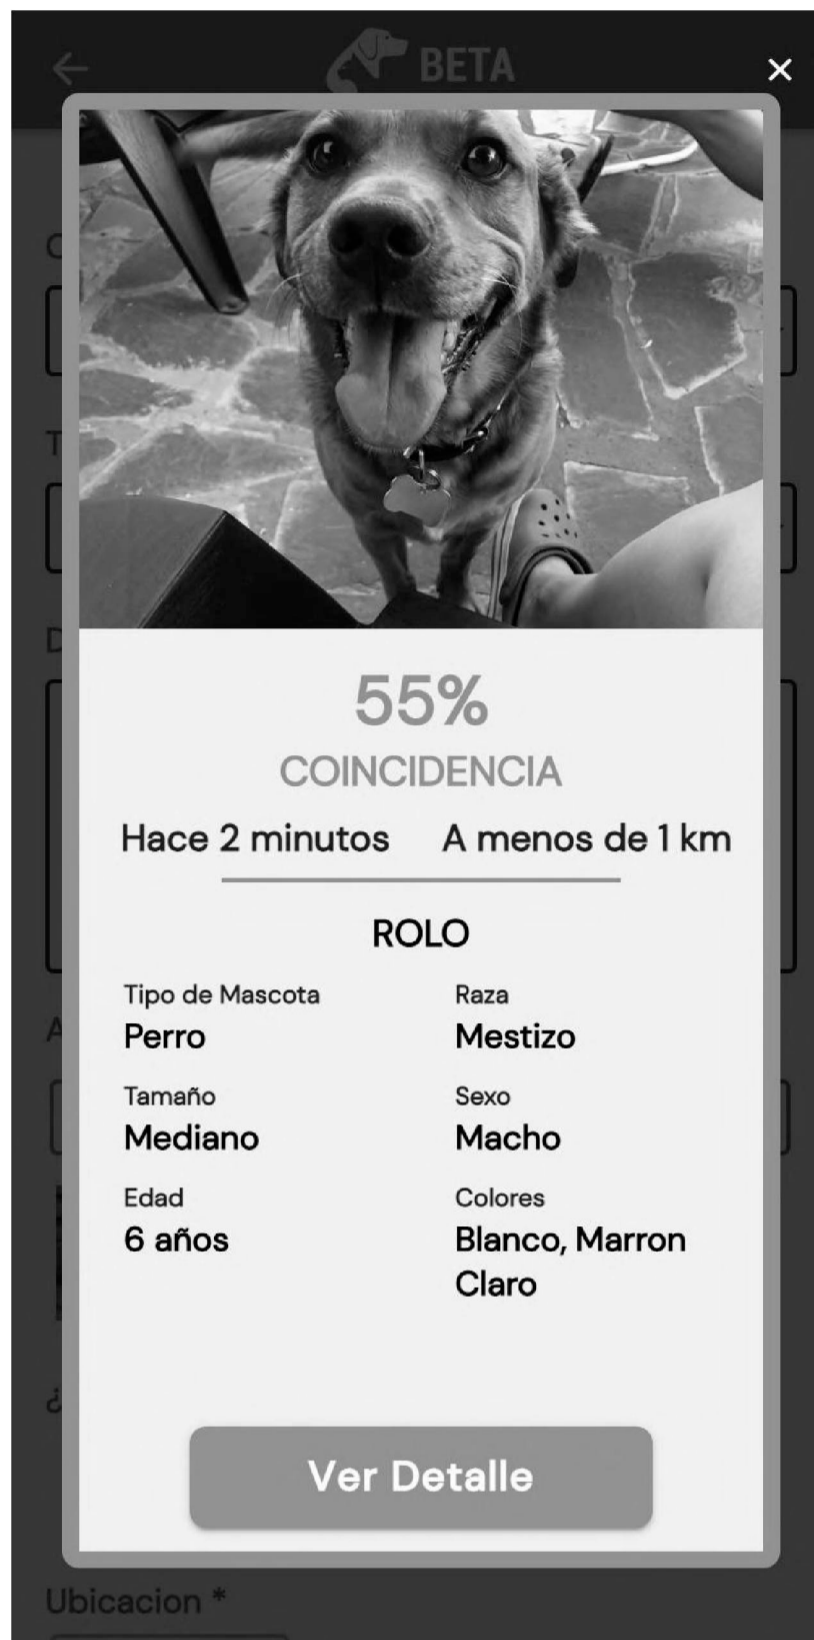 BETA
55%
COINCIDENCIA
Hace 2 minutos A menos de 1 km
ROLO
Tipo de Mascota Raza
Perro Mestizo
Tamaño Sexo
Mediano Macho
Edad Colores
6 años Blanco, Marron
Claro
Ver Detalle
Ubicacion *